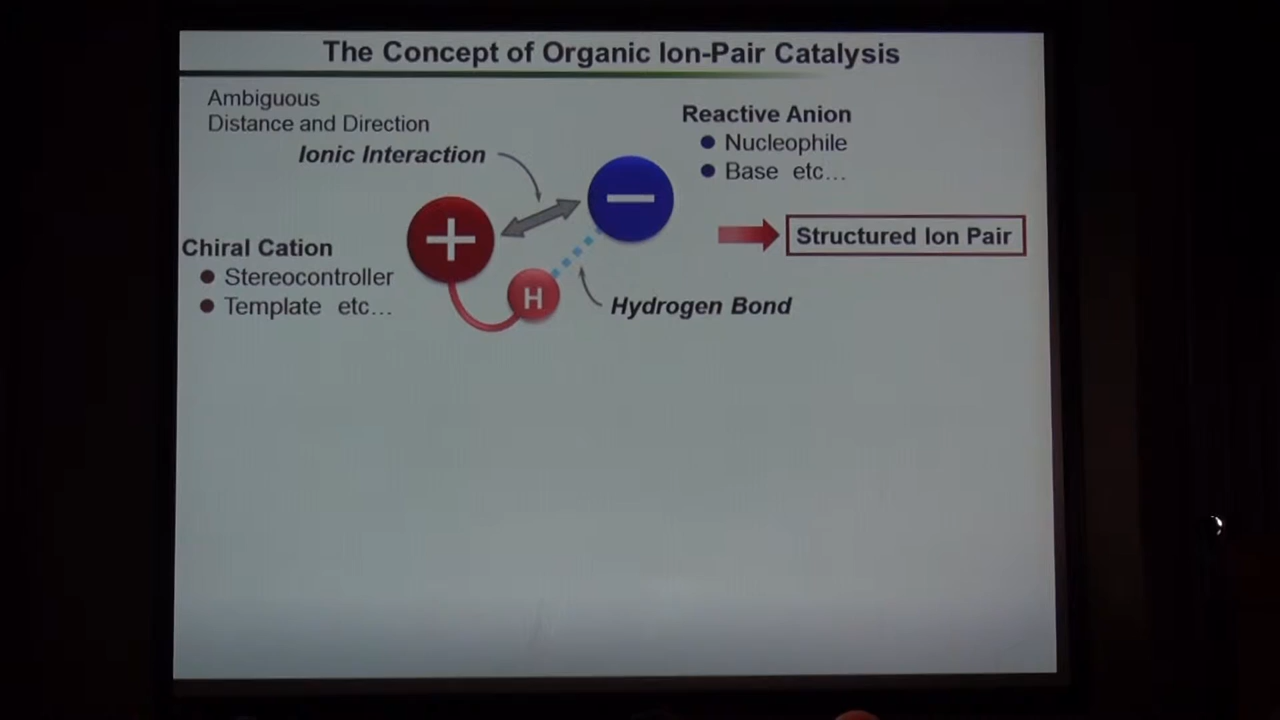 The Concept of Organic Ion-Pair Catalysis
Ambiguous
Distance and Direction
Ionic Interaction
Reactive Anion
● Nucleophile
● Base etc…
+
−
Structured Ion Pair
Chiral Cation
● Stereocontroller
● Template etc…
H
Hydrogen Bond